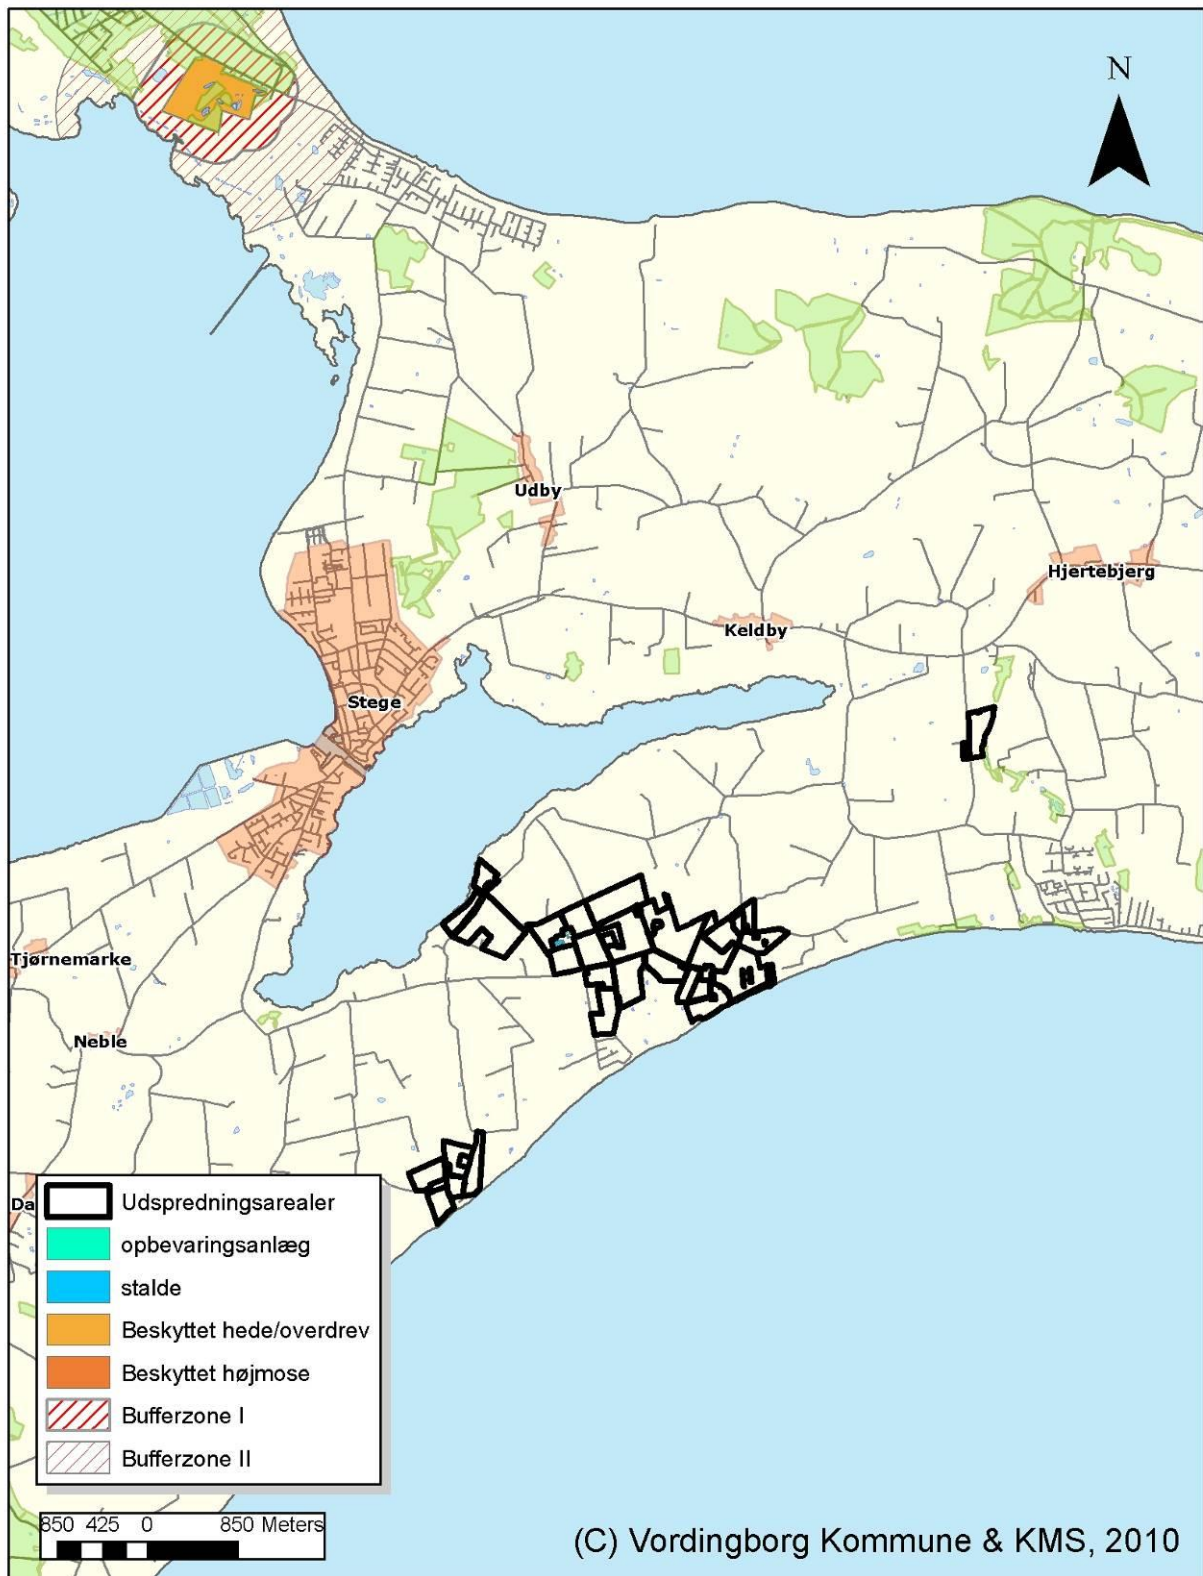 N
Udby
Hjertebjerg
Keldby
Stege
Tjørnemarke
Neble
Da
Udspredningsarealer
opbevaringsanlæg
stalde
Beskyttet hede/overdrev
Beskyttet højmose
Bufferzone I
Bufferzone II
850 425 0 850 Meters
(C) Vordingborg Kommune & KMS, 2010